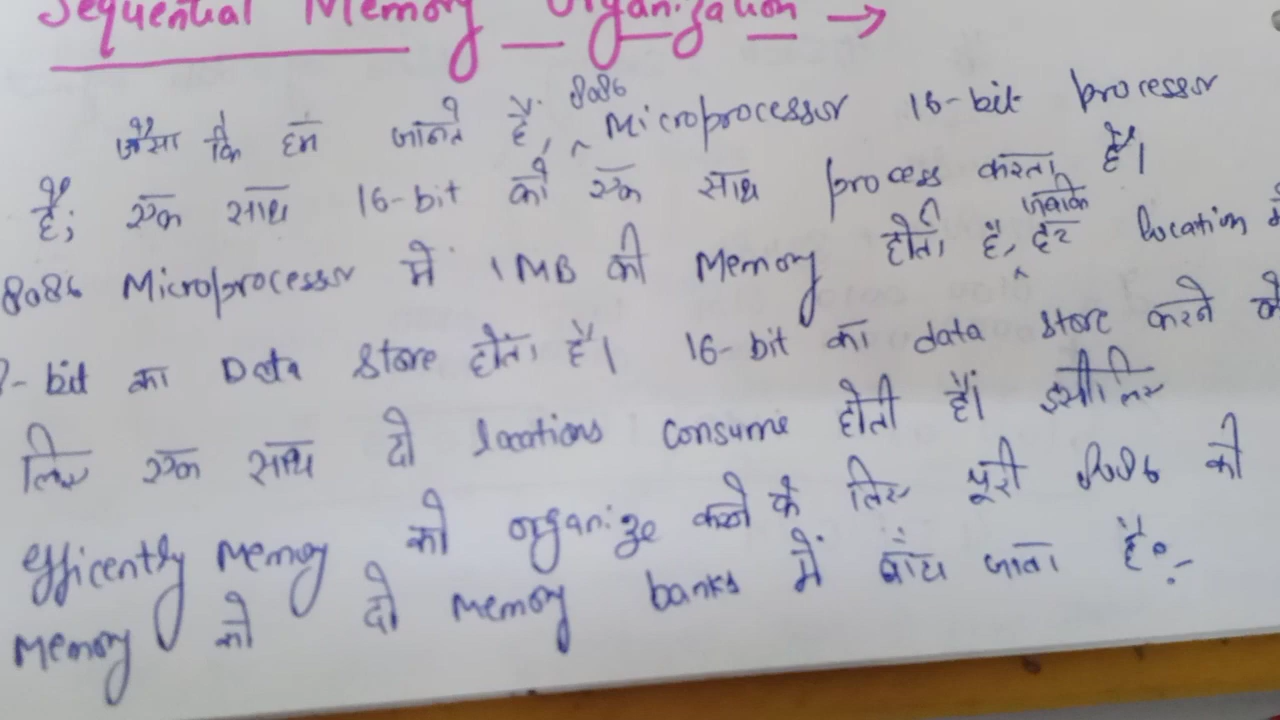 Sequential Memory Organization →
जैसा कि हम जानते हैं, 8086 Microprocessor 16-bit processor
है; एक साथ 16-bit को एक साथ process करता है।
8086 Microprocessor में 1MB की Memory होती है, जबकि हर location में
8-bit का Data Store होता है। 16-bit का data store करने के
लिए एक साथ दो locations consume होती हैं। इसीलिए
efficently Memory को organize करने के लिए पूरी 8086 की
Memory को दो Memory banks में बाँटा जाता है:-